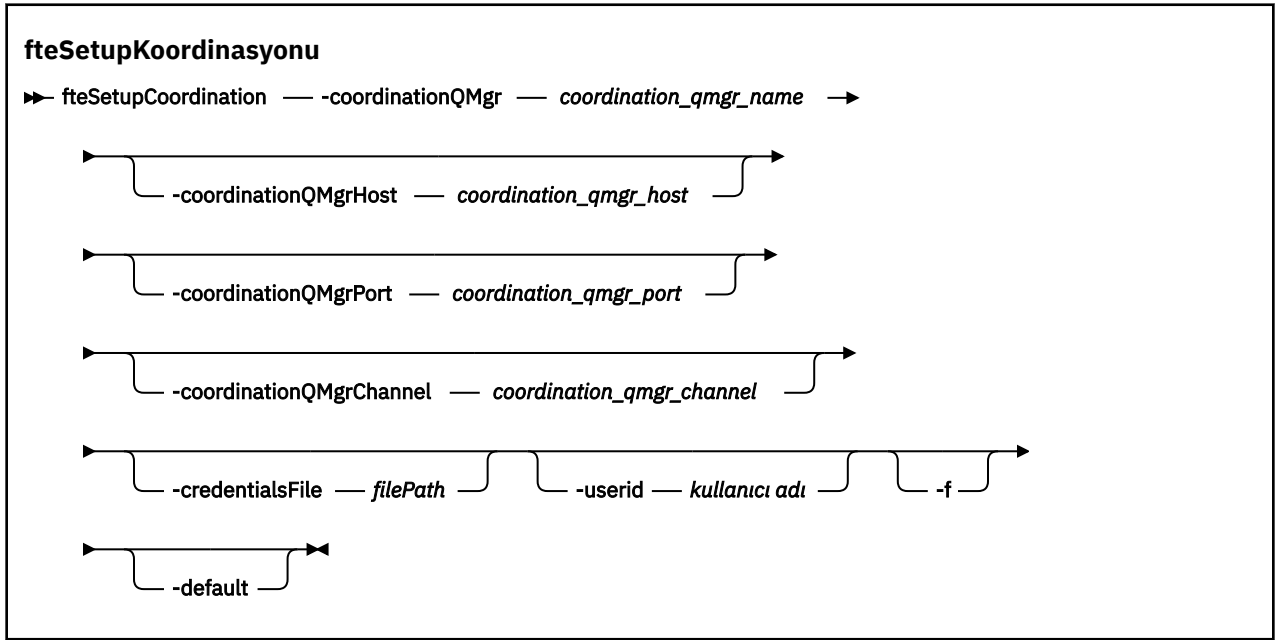 fteSetupKoordinasyonu
fteSetupCoordination -coordinationQMgr coordination_qmgr_name
-coordinationQMgrHost coordination_qmgr_host
-coordinationQMgrPort coordination_qmgr_port
-coordinationQMgrChannel coordination_qmgr_channel
-credentialsFile filePath -userid kullanıcı adı -f
-default